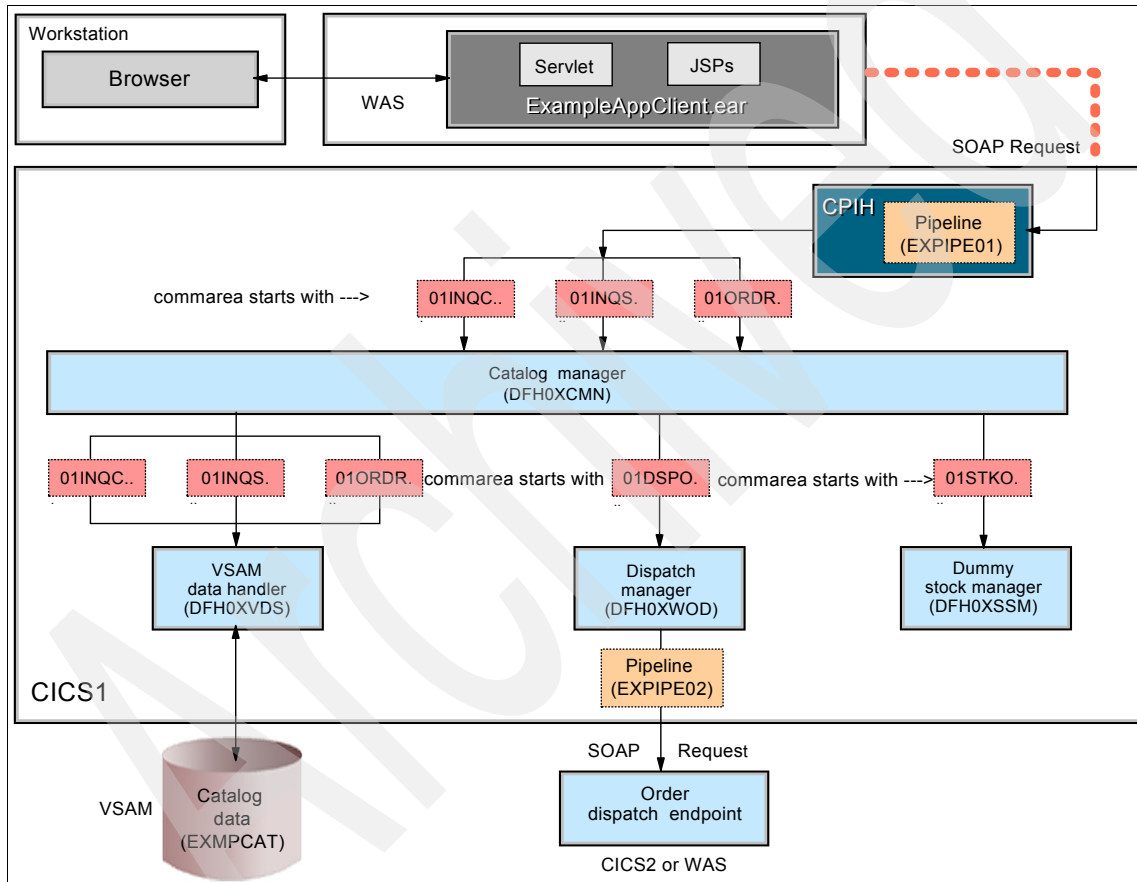 Workstation
Browser
WAS
Servlet
JSPs
ExampleAppClient.ear
SOAP Request
CPIH
Pipeline
(EXPIPE01)
commarea starts with --->
01INQC..
01INQS.
01ORDR.
Catalog manager
(DFH0XCMN)
01INQC..
01INQS.
01ORDR.
commarea starts with
01DSPO.
commarea starts with --->
01STKO.
VSAM
data handler
(DFH0XVDS)
Dispatch
manager
(DFH0XWOD)
Dummy
stock manager
(DFH0XSSM)
Pipeline
(EXPIPE02)
CICS1
SOAP Request
VSAM
Catalog
data
(EXMPCAT)
Order
dispatch endpoint
CICS2 or WAS
Archived